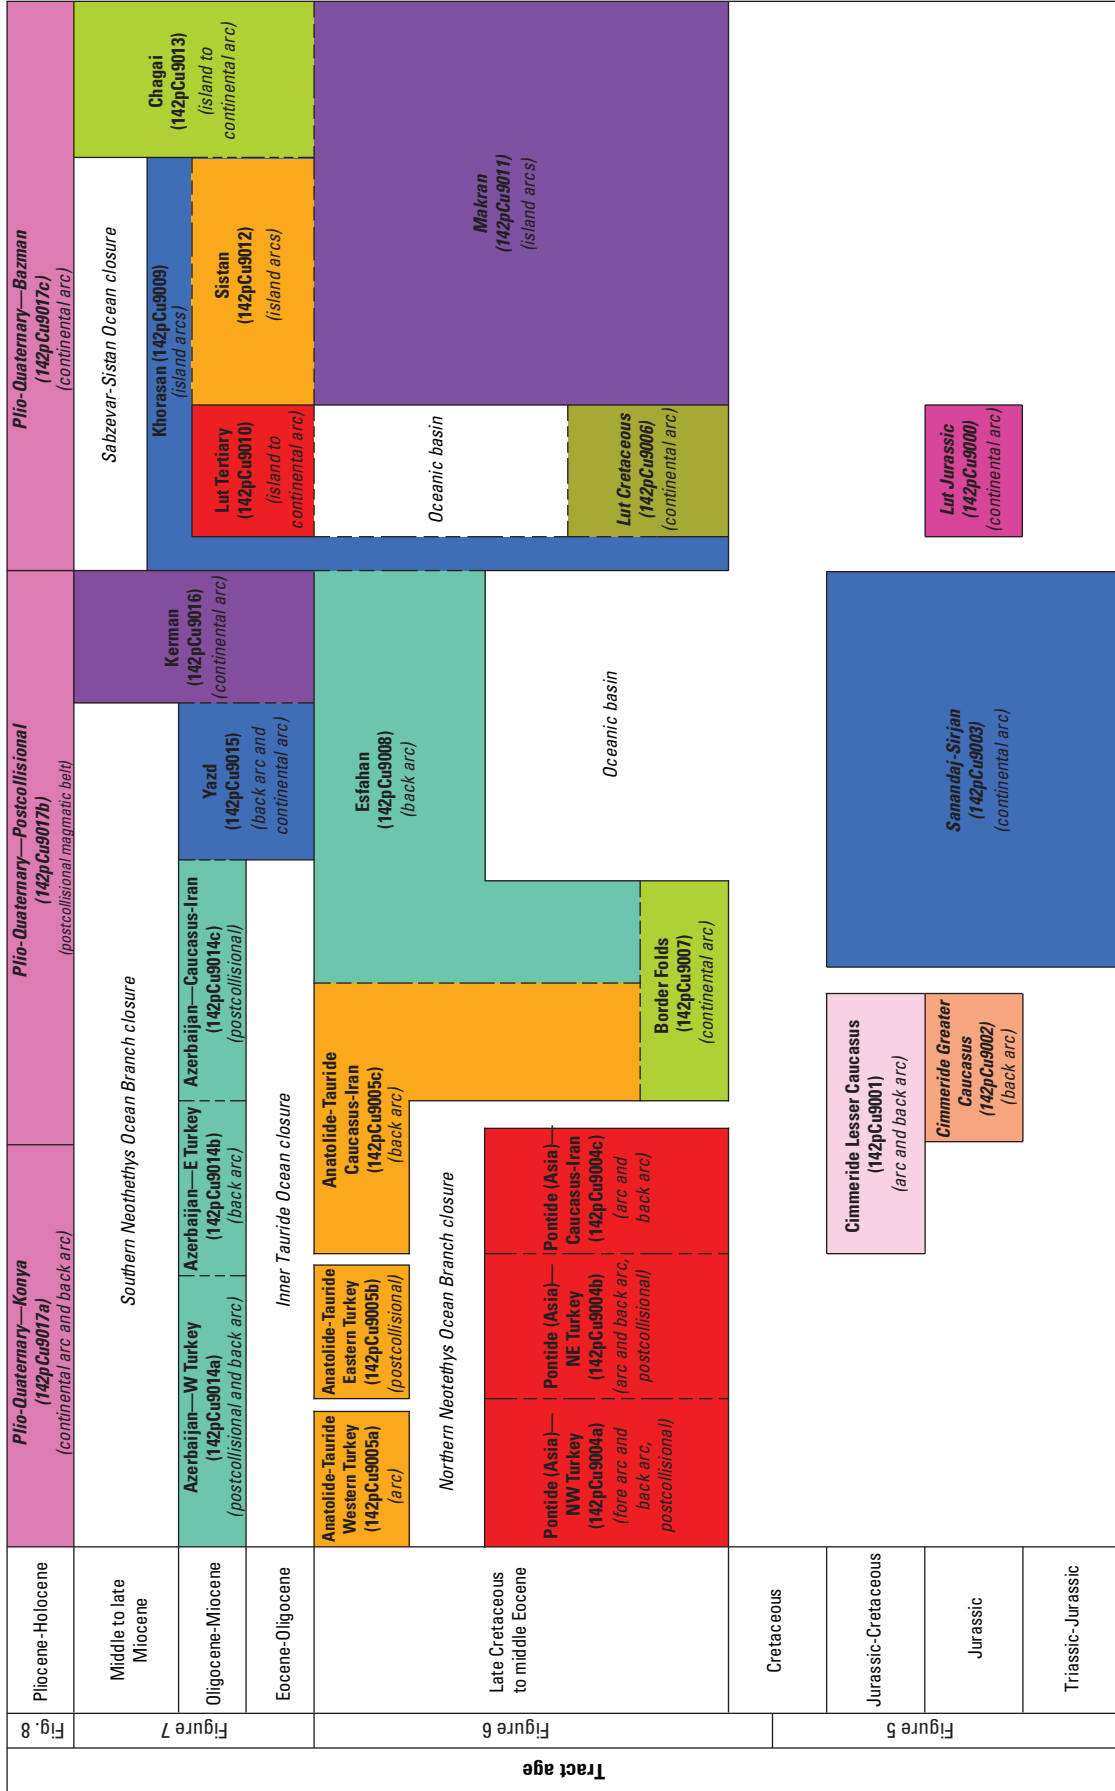 Tract age
Fig. 8
Figure 7
Figure 6
Figure 5
Pliocene-Holocene
Middle to late
Miocene
Oligocene-Miocene
Eocene-Oligocene
Late Cretaceous
to middle Eocene
Cretaceous
Jurassic-Cretaceous
Jurassic
Triassic-Jurassic
Plio-Quaternary—Konya
(142pCu9017a)
(continental arc and back arc)
Plio-Quaternary—Postcollisional
(142pCu9017b)
(postcollisional magmatic belt)
Plio-Quaternary—Bazman
(142pCu9017c)
(continental arc)
Southern Neothethys Ocean Branch closure
Kerman
(142pCu9016)
(continental arc)
Sabzevar-Sistan Ocean closure
Chagai
(142pCu9013)
(island to
continental arc)
Azerbaijan—W Turkey
(142pCu9014a)
(postcollisional and back arc)
Azerbaijan—E Turkey
(142pCu9014b)
(back arc)
Azerbaijan—Caucasus-Iran
(142pCu9014c)
(postcollisional)
Yazd
(142pCu9015)
(back arc and
continental arc)
Khorasan (142pCu9009)
(island arcs)
Lut Tertiary
(142pCu9010)
(island to
continental arc)
Sistan
(142pCu9012)
(island arcs)
Inner Tauride Ocean closure
Anatolide-Tauride
Western Turkey
(142pCu9005a)
(arc)
Anatolide-Tauride
Eastern Turkey
(142pCu9005b)
(postcollisional)
Anatolide-Tauride
Caucasus-Iran
(142pCu9005c)
(back arc)
Esfahan
(142pCu9008)
(back arc)
Oceanic basin
Makran
(142pCu9011)
(island arcs)
Northern Neotethys Ocean Branch closure
Pontide (Asia)—
NW Turkey
(142pCu9004a)
(fore arc and
back arc,
postcollisional)
Pontide (Asia)—
NE Turkey
(142pCu9004b)
(arc and back arc,
postcollisional)
Pontide (Asia)—
Caucasus-Iran
(142pCu9004c)
(arc and
back arc)
Border Folds
(142pCu9007)
(continental arc)
Oceanic basin
Lut Cretaceous
(142pCu9006)
(continental arc)
Cimmeride Lesser Caucasus
(142pCu9001)
(arc and back arc)
Cimmeride Greater
Caucasus
(142pCu9002)
(back arc)
Sanandaj-Sirjan
(142pCu9003)
(continental arc)
Lut Jurassic
(142pCu9000)
(continental arc)